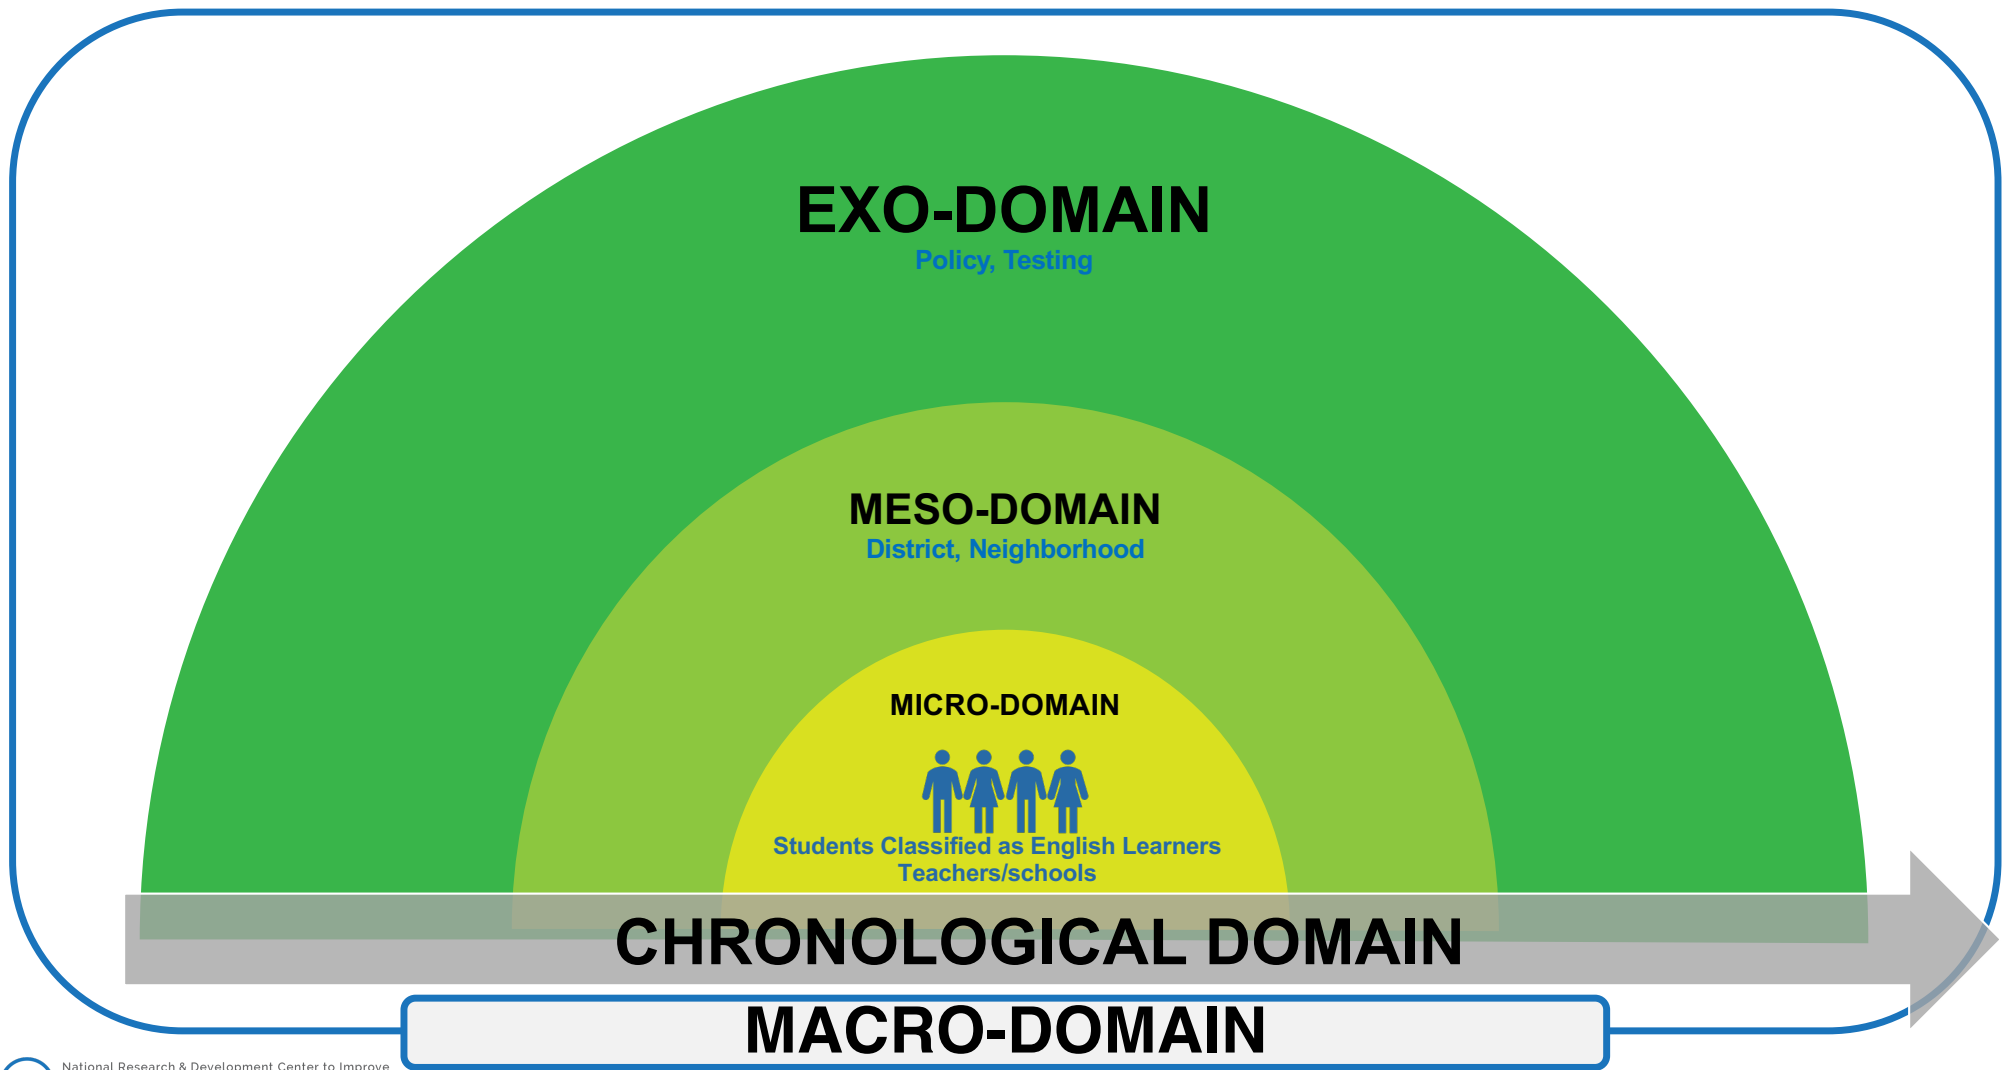 EXO-DOMAIN
Policy, Testing
MESO-DOMAIN
District, Neighborhood
MICRO-DOMAIN
Students Classified as English Learners
Teachers/schools
CHRONOLOGICAL DOMAIN
MACRO-DOMAIN
National Research & Development Center to Improve